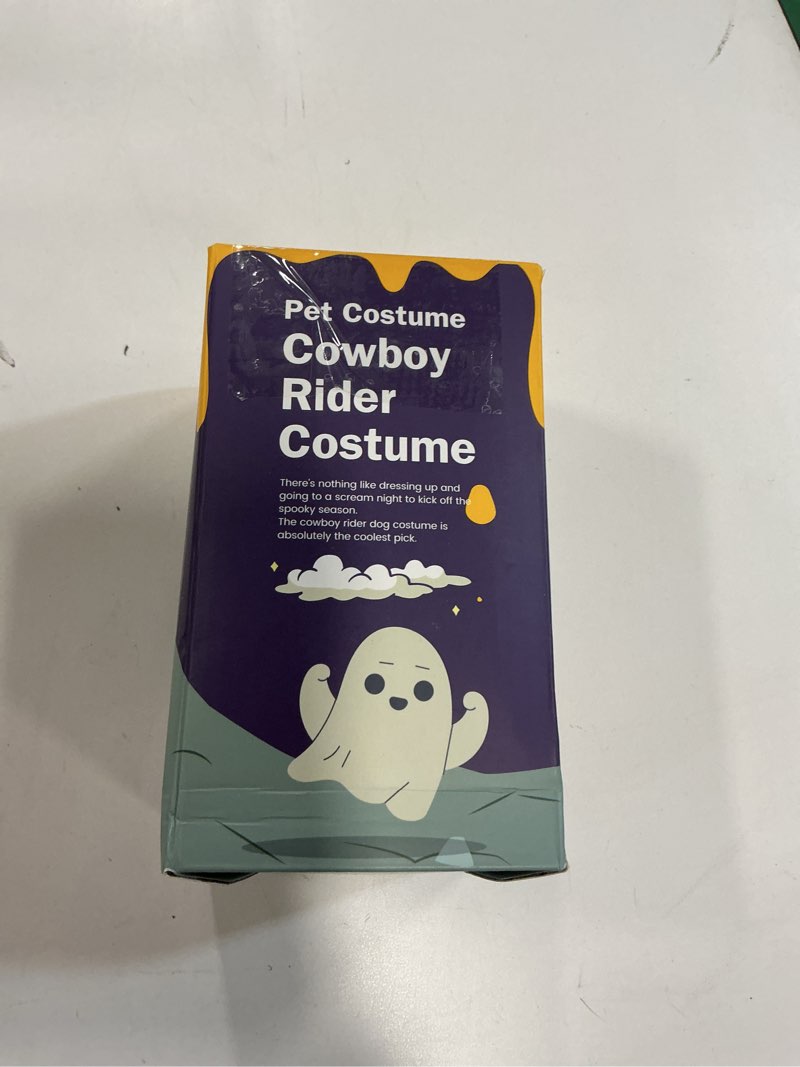 Pet Costume
Cowboy
Rider
Costume
There's nothing like dressing up and
going to a scream night to kick off the
spooky season.
The cowboy rider dog costume is
absolutely the coolest pick.